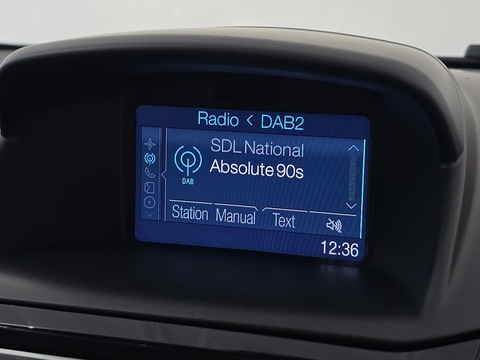 Radio < DAB2
SDL National
Absolute 90s
DAB
Station Manual Text
12:36